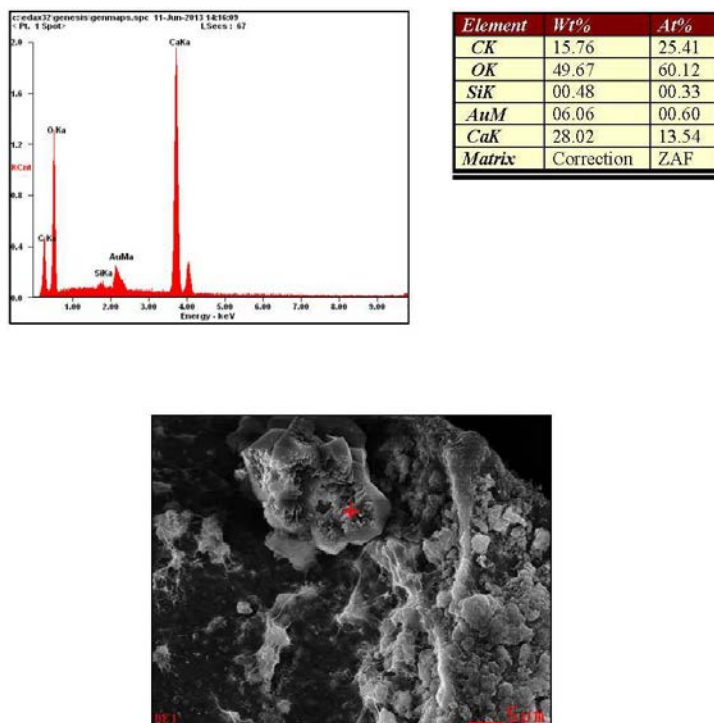 c:\edax32\genesis\genmaps.spc 11-Jun-2013 14:16:09
< Pt. 1 Spot> LSecs : 67
2.0
1.6
1.2
KCnt
0.8
0.4
0.0
C Ka
O Ka
SiKa
AuMa
CaKa
1.00 2.00 3.00 4.00 5.00 6.00 7.00 8.00 9.00
Energy - keV
Element Wt% At%
CK 15.76 25.41
OK 49.67 60.12
SiK 00.48 00.33
AuM 06.06 00.60
CaK 28.02 13.54
Matrix Correction ZAF
5um